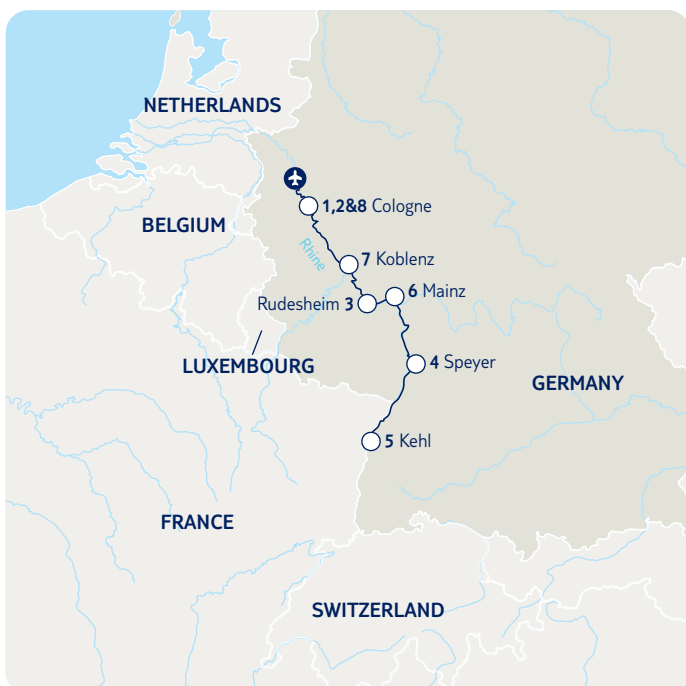 NETHERLANDS
1,2&8 Cologne
BELGIUM
Rhine
7 Koblenz
6 Mainz
Rudesheim 3
4 Speyer
LUXEMBOURG
GERMANY
5 Kehl
FRANCE
SWITZERLAND